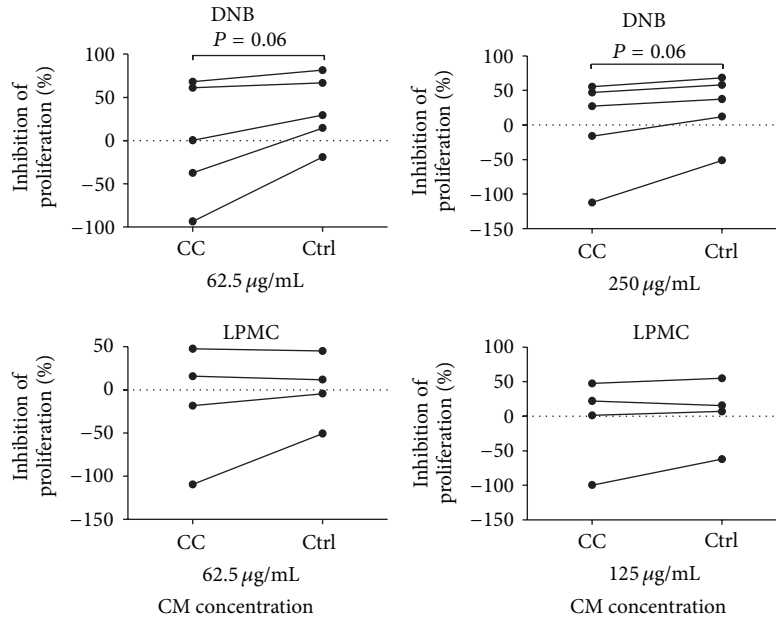 DNB
P = 0.06
100
50
0
−50
−100
Inhibition of
proliferation (%)
CC
Ctrl
62.5 μg/mL
DNB
P = 0.06
100
50
0
−50
−100
−150
Inhibition of
proliferation (%)
CC
Ctrl
250 μg/mL
LPMC
50
0
−50
−100
−150
Inhibition of
proliferation (%)
CC
Ctrl
62.5 μg/mL
CM concentration
LPMC
100
50
0
−50
−100
−150
Inhibition of
proliferation (%)
CC
Ctrl
125 μg/mL
CM concentration